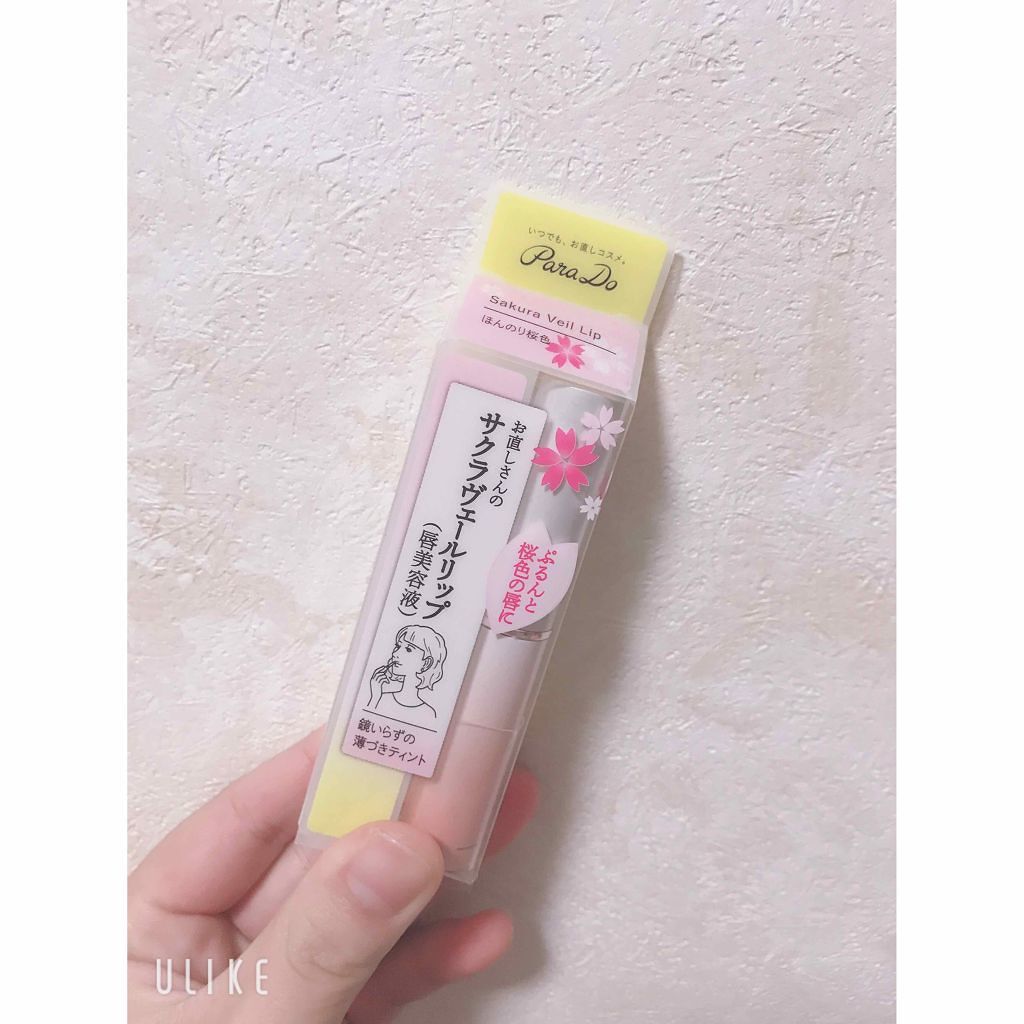 いつでも、お直しコスメ。
ParaDo
Sakura Veil Lip
ほんのり桜色
お直しさんの
サクラヴェールリップ
(唇美容液)
ぷるんと
桜色の唇に
鏡いらずの
薄づきティント
ULIKE